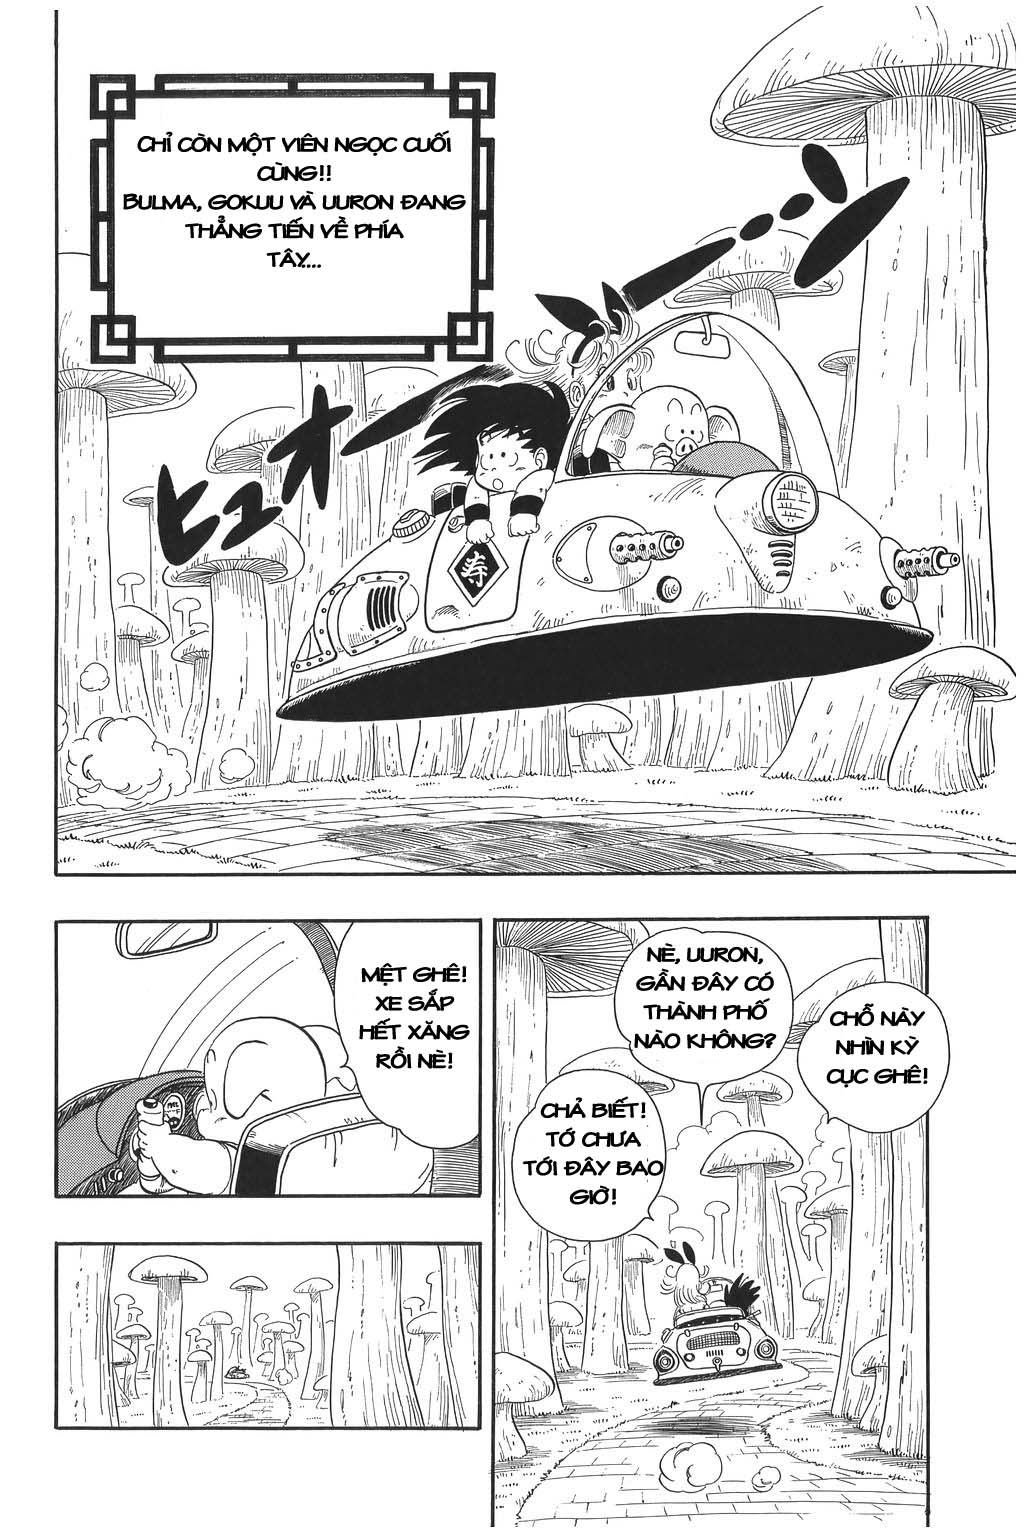 CHỈ CÒN MỘT VIÊN NGỌC CUỐI
CÙNG!!
BULMA, GOKUU VÀ UURON ĐANG
THẲNG TIẾN VỀ PHÍA
TÂY...
ヒュオーー・・!
寿
CHỖ NÀY
NHÌN KỲ
CỤC GHÊ!
NÈ, UURON,
GẦN ĐÂY CÓ
THÀNH PHỐ
NÀO KHÔNG?
CHẢ BIẾT!
TỚ CHƯA
TỚI ĐÂY BAO
GIỜ!
MỆT GHÊ!
XE SẮP
HẾT XĂNG
RỒI NÈ!